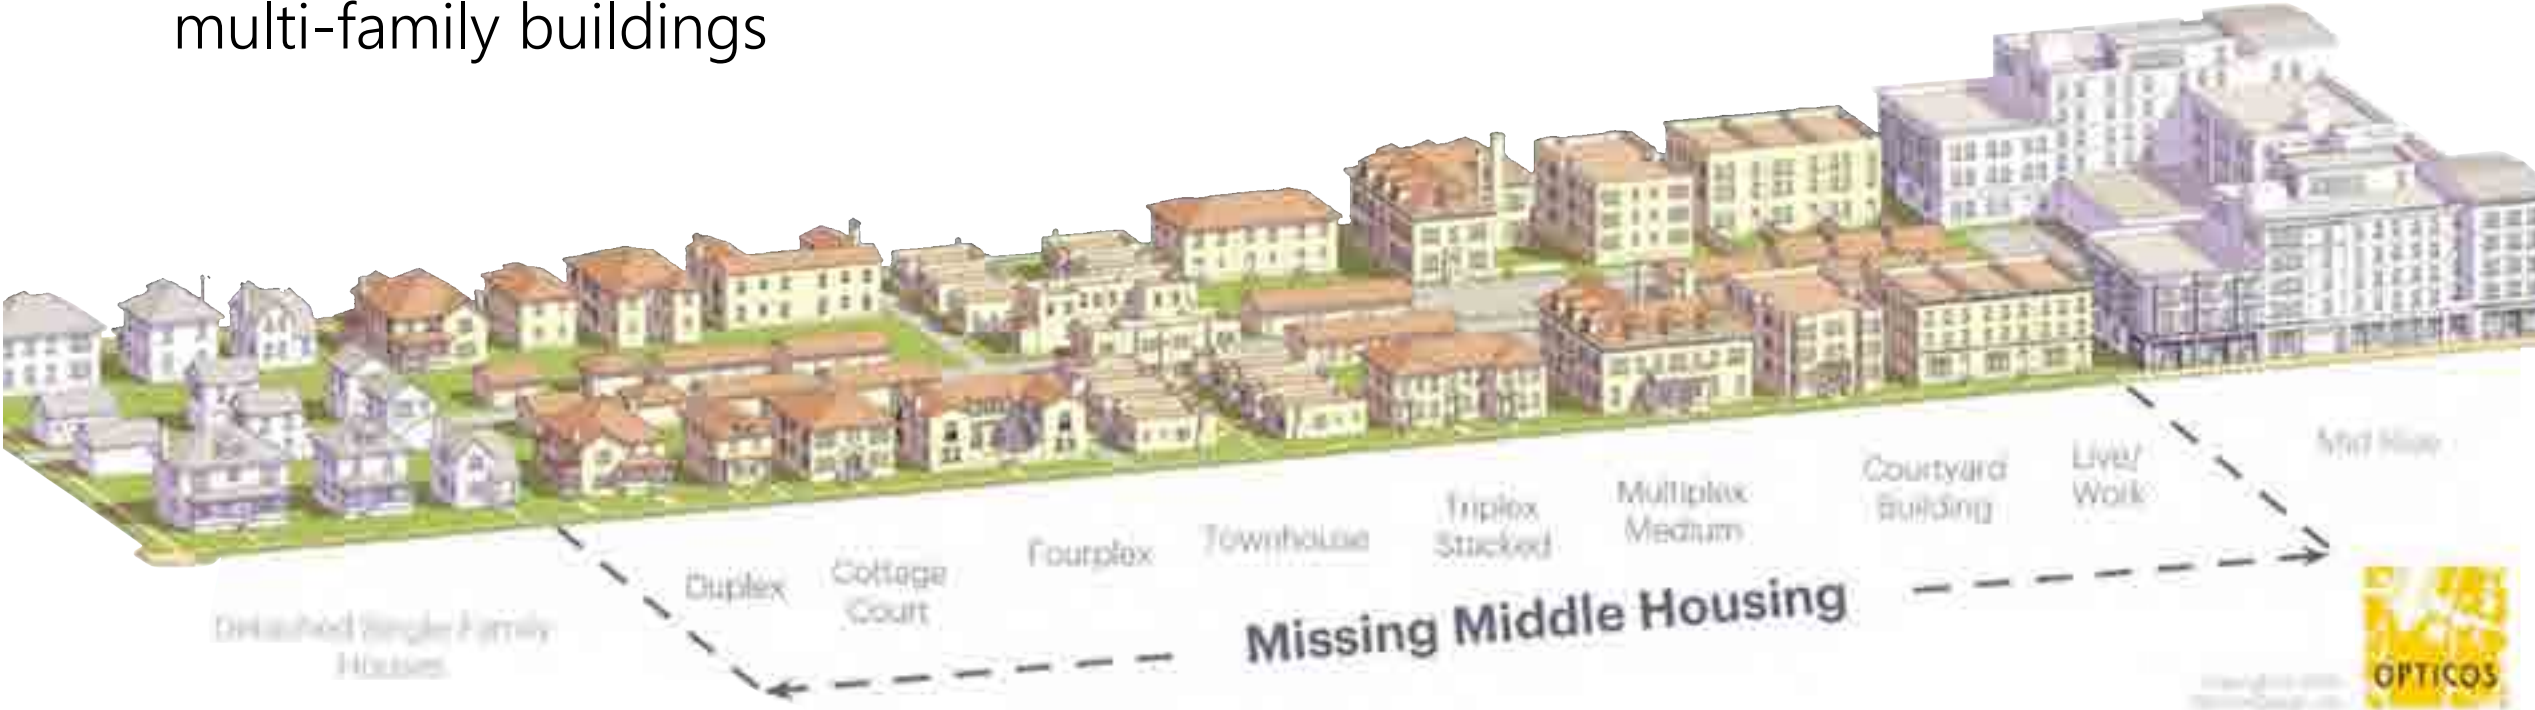 multi-family buildings
Detached Single-Family
Houses
Duplex
Cottage
Court
Fourplex
Townhouse
Triplex
Stacked
Multiplex
Medium
Courtyard
Building
Live/
Work
Mid Rise
Missing Middle Housing
OPTICOS